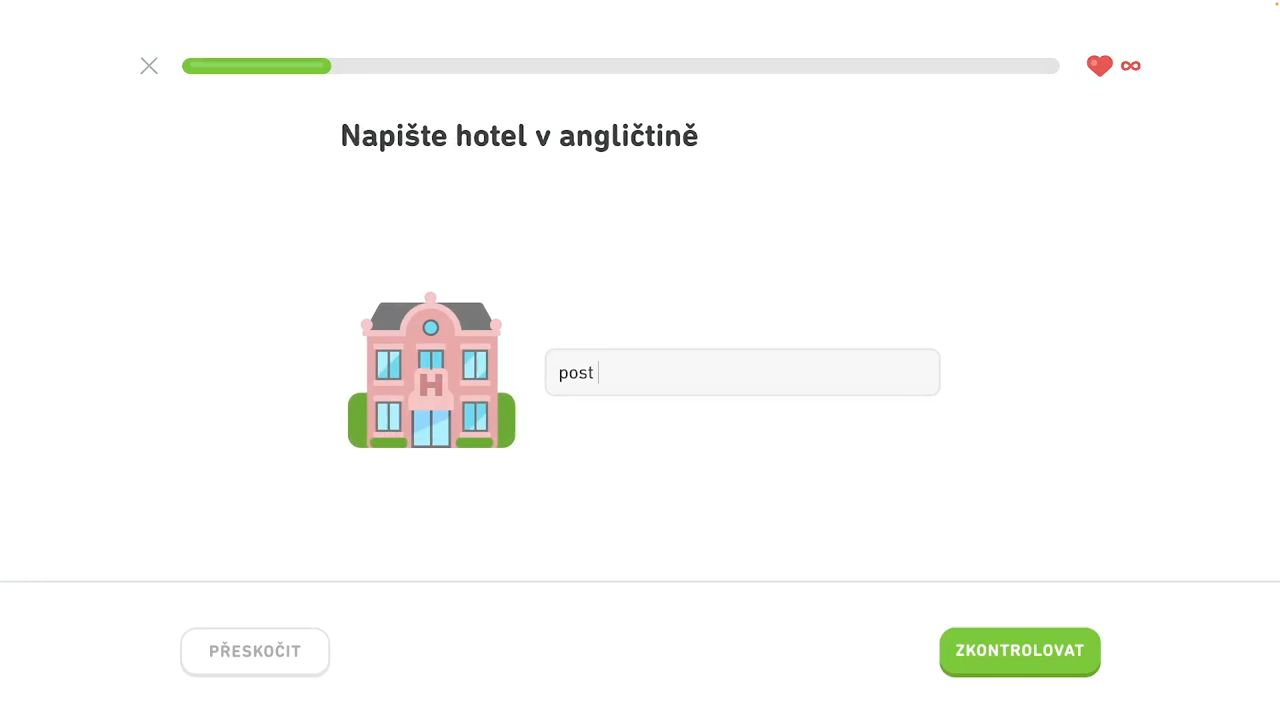 ∞
Napište hotel v angličtině
H
post
PŘESKOČIT
ZKONTROLOVAT